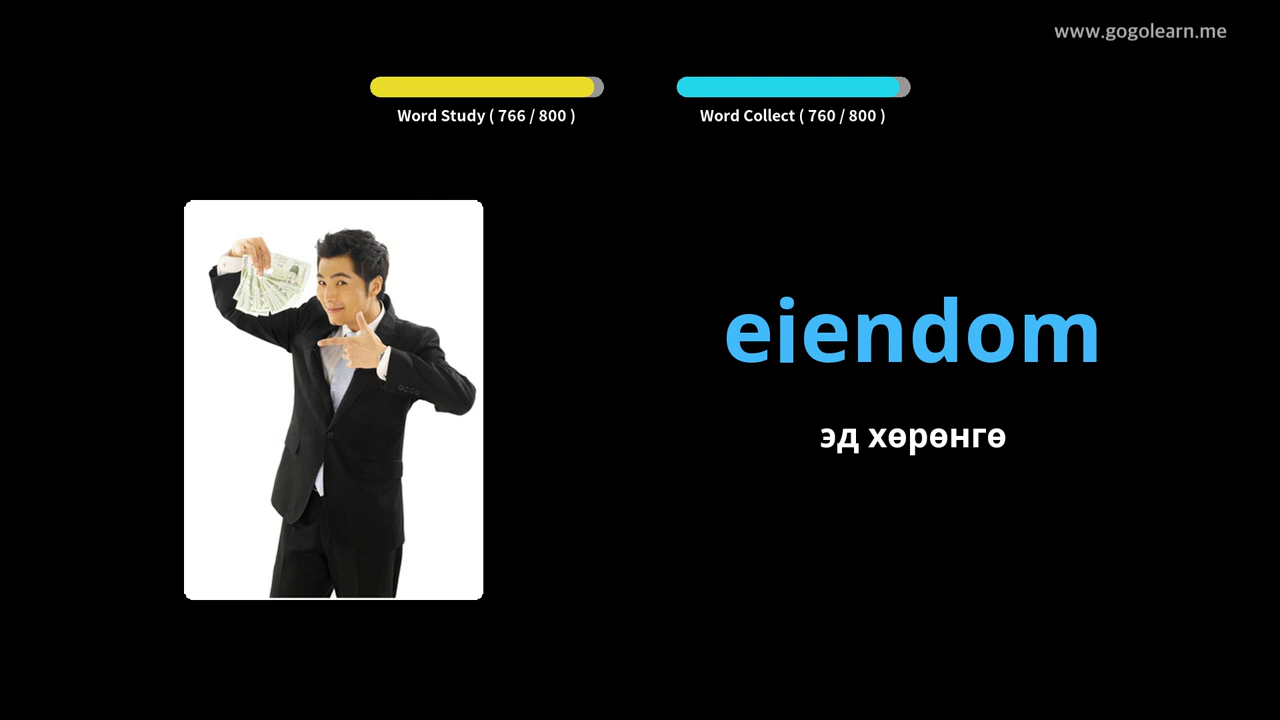 www.gogolearn.me
Word Study ( 766 / 800 )
Word Collect ( 760 / 800 )
eiendom
эд хөрөнгө